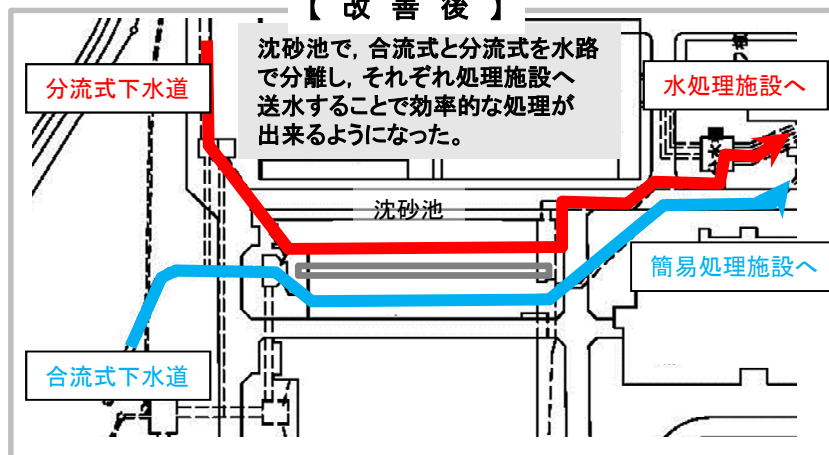 【 改 善 後 】
沈砂池で, 合流式と分流式を水路
で分離し, それぞれ処理施設へ
送水することで効率的な処理が
出来るようになった。
分流式下水道
水処理施設へ
沈砂池
簡易処理施設へ
合流式下水道